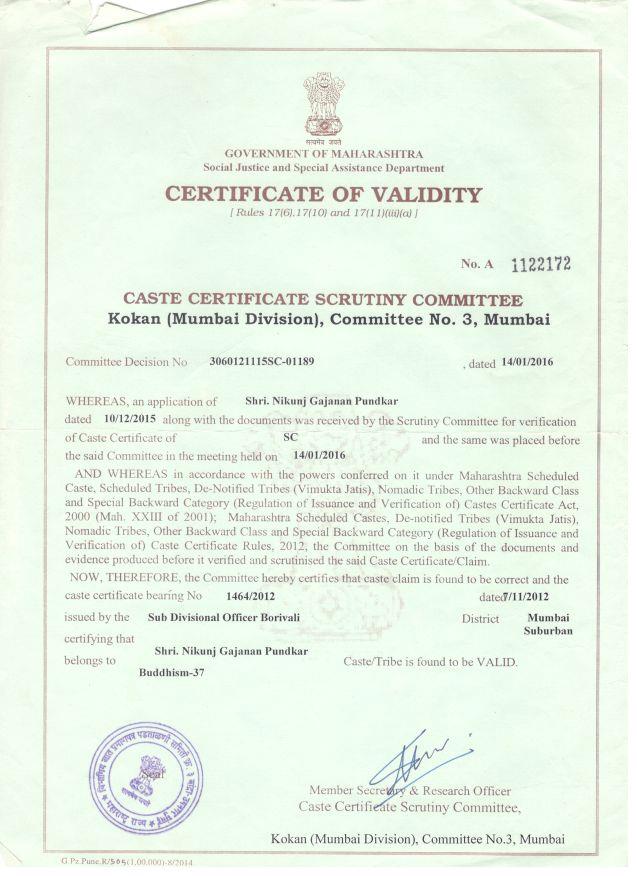 सत्यमेव जयते
GOVERNMENT OF MAHARASHTRA
Social Justice and Special Assistance Department
CERTIFICATE OF VALIDITY
[ Rules 17(6),17(10) and 17(11)(iii)(a) ]
No. A 1122172
CASTE CERTIFICATE SCRUTINY COMMITTEE
Kokan (Mumbai Division), Committee No. 3, Mumbai
Committee Decision No 3060121115SC-01189 , dated 14/01/2016
WHEREAS, an application of Shri. Nikunj Gajanan Pundkar
dated 10/12/2015 along with the documents was received by the Scrutiny Committee for verification
of Caste Certificate of SC and the same was placed before
the said Committee in the meeting held on 14/01/2016
AND WHEREAS in accordance with the powers conferred on it under Maharashtra Scheduled
Caste, Scheduled Tribes, De-Notified Tribes (Vimukta Jatis), Nomadic Tribes, Other Backward Class
and Special Backward Category (Regulation of Issuance and Verification of) Castes Certificate Act,
2000 (Mah. XXIII of 2001); Maharashtra Scheduled Castes, De-notified Tribes (Vimukta Jatis),
Nomadic Tribes, Other Backward Class and Special Backward Category (Regulation of Issuance and
Verification of) Caste Certificate Rules, 2012, the Committee on the basis of the documents and
evidence produced before it verified and scrutinised the said Caste Certificate/Claim.
NOW, THEREFORE, the Committee hereby certifies that caste claim is found to be correct and the
caste certificate bearing No 1464/2012 dated 7/11/2012
issued by the Sub Divisional Officer Borivali District Mumbai
Suburban
certifying that
Shri. Nikunj Gajanan Pundkar
belongs to Caste/Tribe is found to be VALID.
Buddhism-37
Seal
सत्यमेव जयते
Member Secretary & Research Officer
Caste Certificate Scrutiny Committee,
Kokan (Mumbai Division), Committee No.3, Mumbai
G.Pz.Pune.R/505(1,00,000)-8/2014